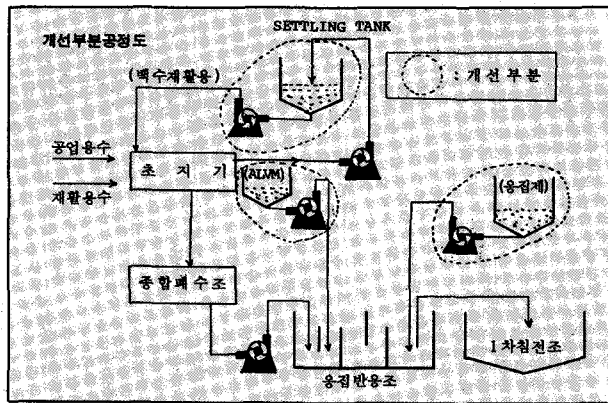 SETTLING TANK
개선부분공정도
(백수재활용)
: 개선부분
공업용수
초지기
(ALVM)
(응집제)
재활용수
종합폐수조
1차침전조
응집반응조